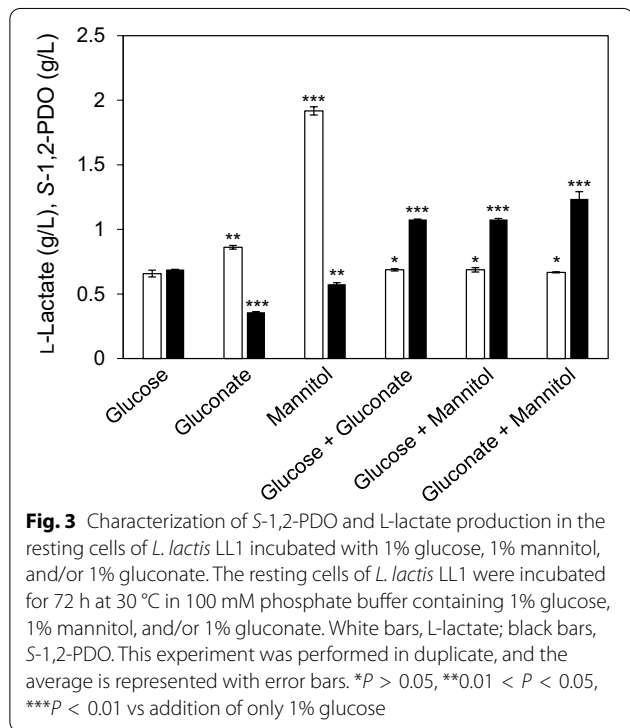 2.5
2
1.5
1
0.5
0
L-Lactate (g/L), S-1,2-PDO (g/L)
** *** *** ** * *** * *** * ***
Glucose
Gluconate
Mannitol
Glucose + Gluconate
Glucose + Mannitol
Gluconate + Mannitol
Fig. 3 Characterization of S-1,2-PDO and L-lactate production in the
resting cells of L. lactis LL1 incubated with 1% glucose, 1% mannitol,
and/or 1% gluconate. The resting cells of L. lactis LL1 were incubated
for 72 h at 30 °C in 100 mM phosphate buffer containing 1% glucose,
1% mannitol, and/or 1% gluconate. White bars, L-lactate; black bars,
S-1,2-PDO. This experiment was performed in duplicate, and the
average is represented with error bars. *P > 0.05, **0.01 < P < 0.05,
***P < 0.01 vs addition of only 1% glucose